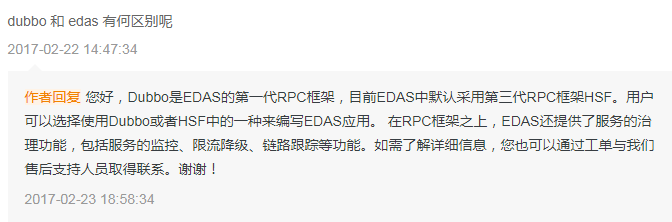 dubbo 和 edas 有何区别呢
2017-02-22 14:47:34
作者回复 您好，Dubbo是EDAS的第一代RPC框架，目前EDAS中默认采用第三代RPC框架HSF。用户
可以选择使用Dubbo或者HSF中的一种来编写EDAS应用。 在RPC框架之上，EDAS还提供了服务的治
理功能，包括服务的监控、限流降级、链路跟踪等功能。如需了解详细信息，您也可以通过工单与我们
售后支持人员取得联系。谢谢！
2017-02-23 18:58:34